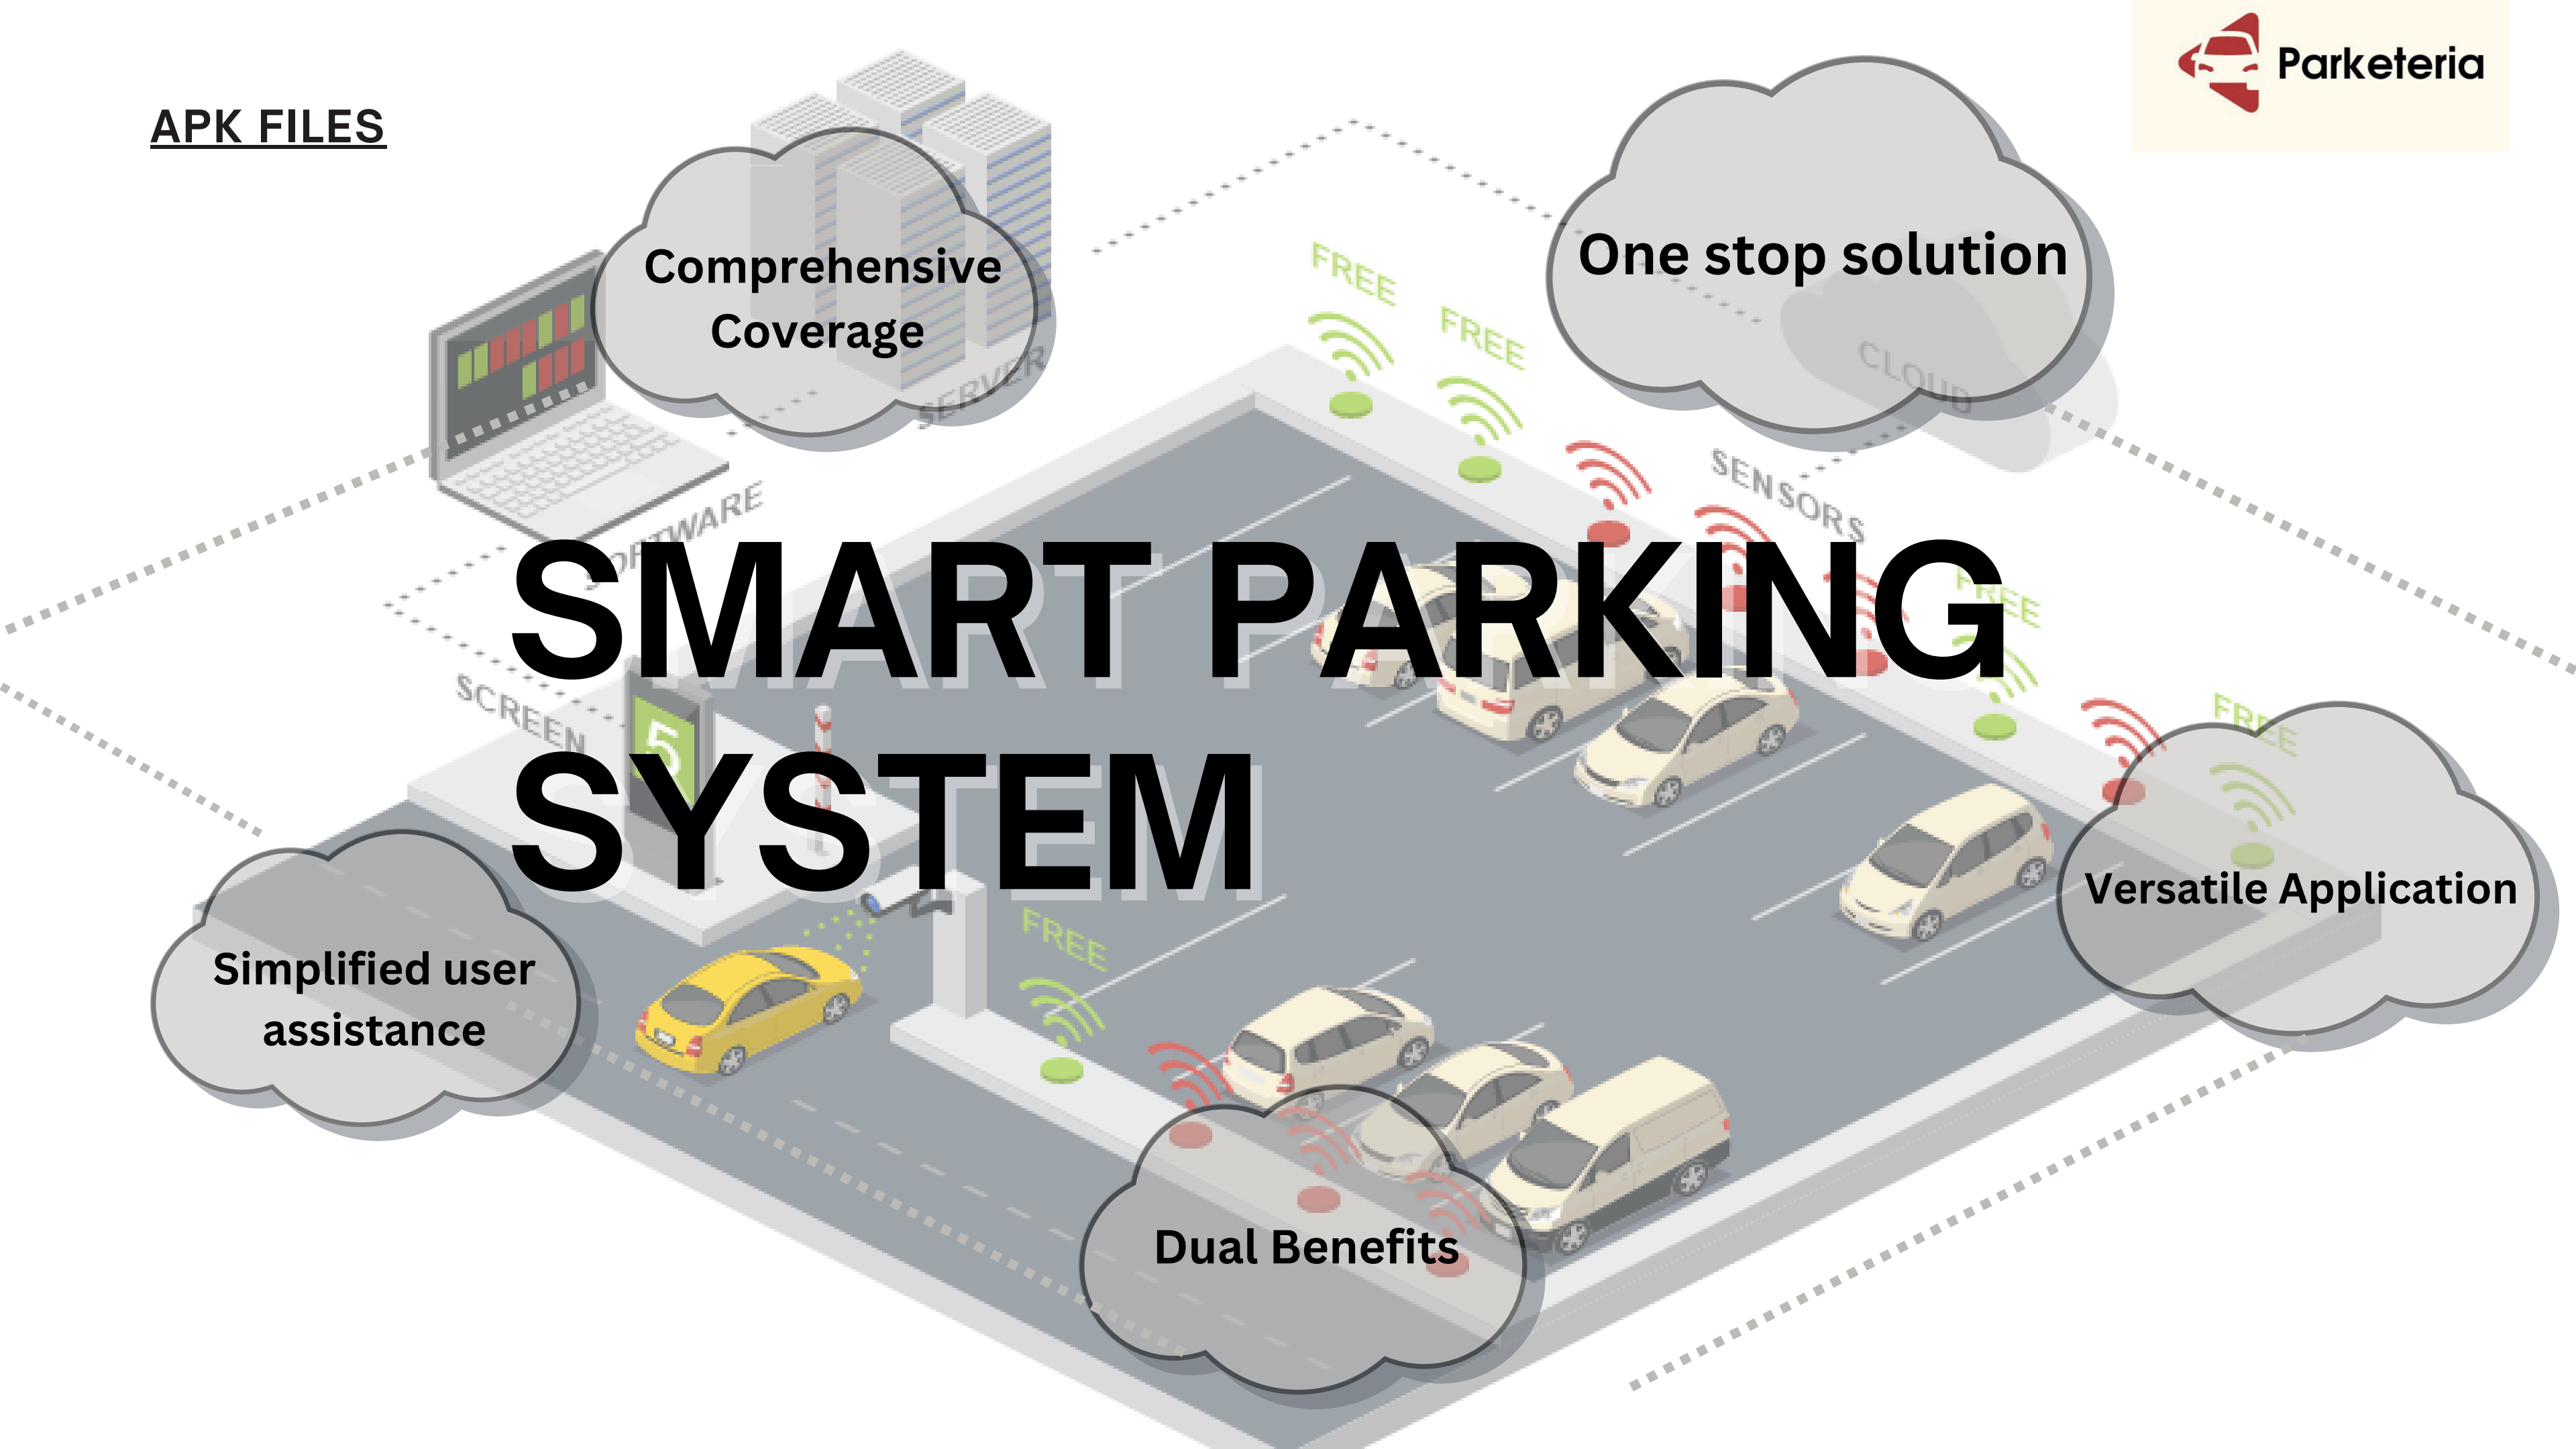 Parketeria
APK FILES
Comprehensive
Coverage
One stop solution
FREE
FREE
CLOUD
SERVER
SENSORS
SOFTWARE
SMART PARKING
FREE
SCREEN
5
SYSTEM
FREE
Versatile Application
FREE
Simplified user
assistance
Dual Benefits